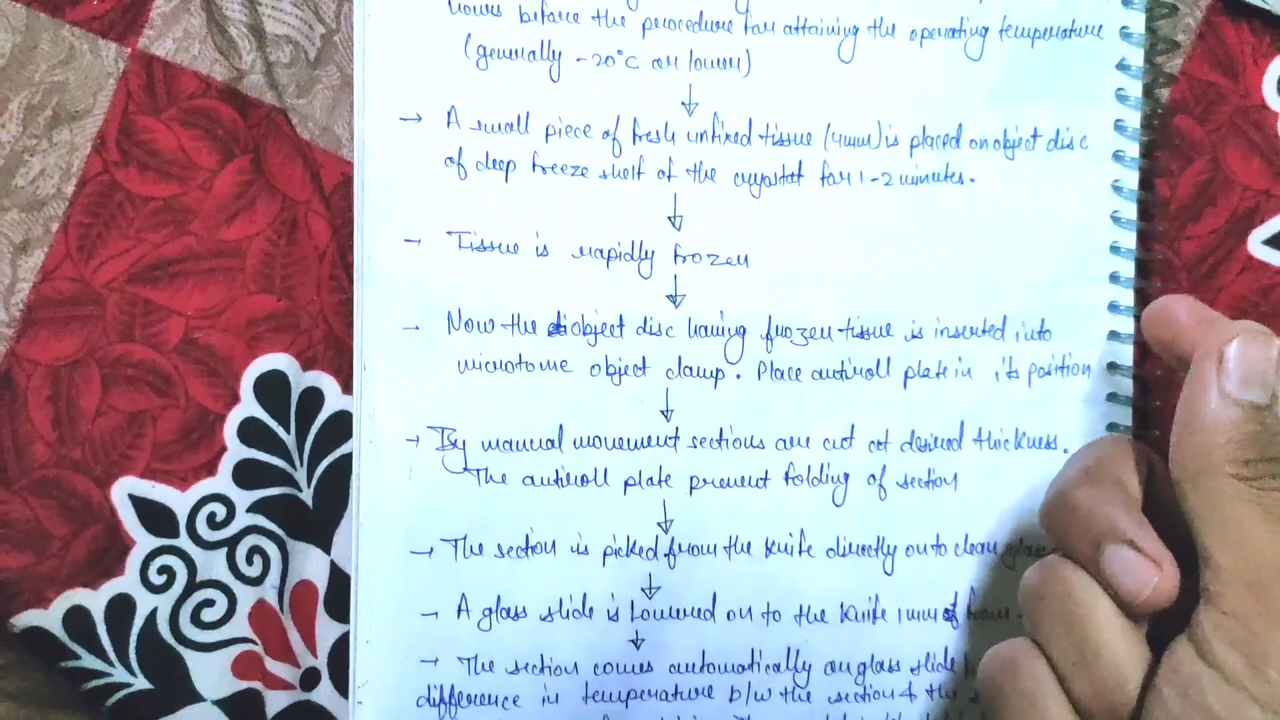 hours before the procedure for attaining the operating temperature
(generally -20°C or lower)
→ A small piece of fresh unfixed tissue (4mm) is placed on object disc
of deep freeze shelf of the cryostat for 1-2 minutes.
- Tissue is rapidly frozen
- Now the object disc having frozen tissue is inserted into
microtome object clamp. Place antiroll plate in it's position
→ By manual movement sections are cut at desired thickness.
The antiroll plate prevent folding of section
→ The section is picked from the knife directly onto clean glass
- A glass slide is Lowered on to the knife 1mm from
→ The section comes automatically on glass slide
difference in temperature b/w the section & the